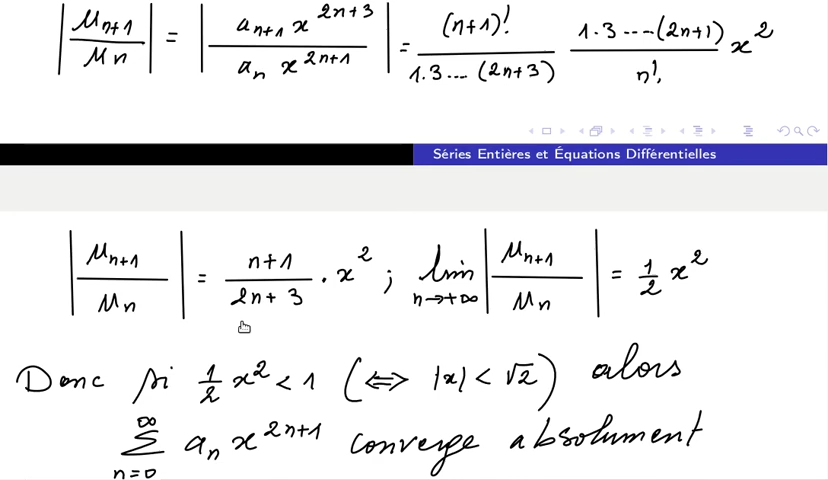 |u_{n+1}/u_n| = |a_{n+1} x^{2n+3} / a_n x^{2n+1}| = (n+1)! / 1.3....(2n+3) 1.3....(2n+1) / n! x^2
Séries Entières et Équations Différentielles
|u_{n+1}/u_n| = n+1 / 2n+3 . x^2 ; lim_{n→+∞} |u_{n+1}/u_n| = 1/2 x^2
Donc si 1/2 x^2 < 1 (⇔ |x| < √2) alors
∑_{n=0}^{∞} a_n x^{2n+1} converge absolument